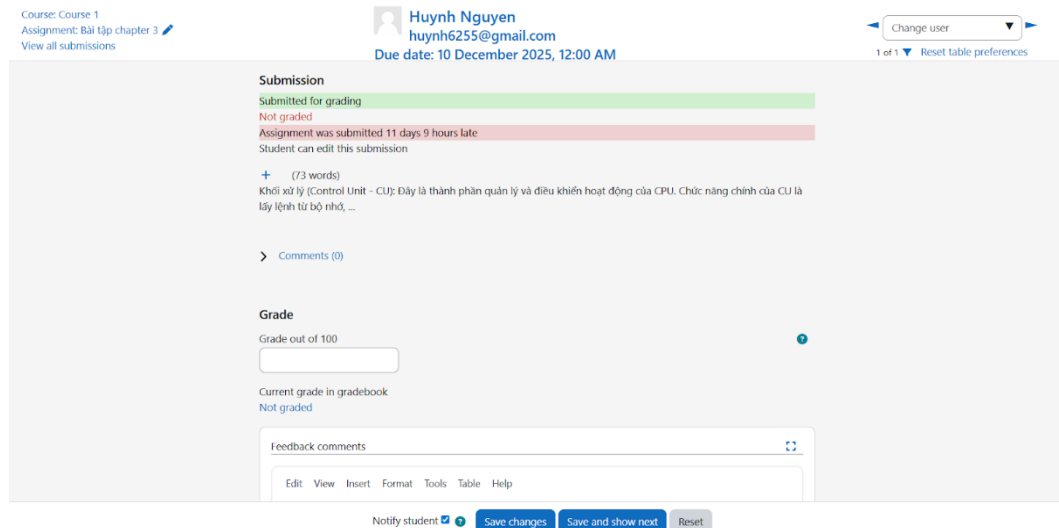 Course: Course 1
Assignment: Bài tập chapter 3
View all submissions
Huynh Nguyen
huynh6255@gmail.com
Due date: 10 December 2025, 12:00 AM
Change user
1 of 1
Reset table preferences
Submission
Submitted for grading
Not graded
Assignment was submitted 11 days 9 hours late
Student can edit this submission
+ (73 words)
Khối xử lý (Control Unit - CU): Đây là thành phần quản lý và điều khiển hoạt động của CPU. Chức năng chính của CU là
lấy lệnh từ bộ nhớ, ...
Comments (0)
Grade
Grade out of 100
Current grade in gradebook
Not graded
Feedback comments
Edit View Insert Format Tools Table Help
Notify student Save changes Save and show next Reset